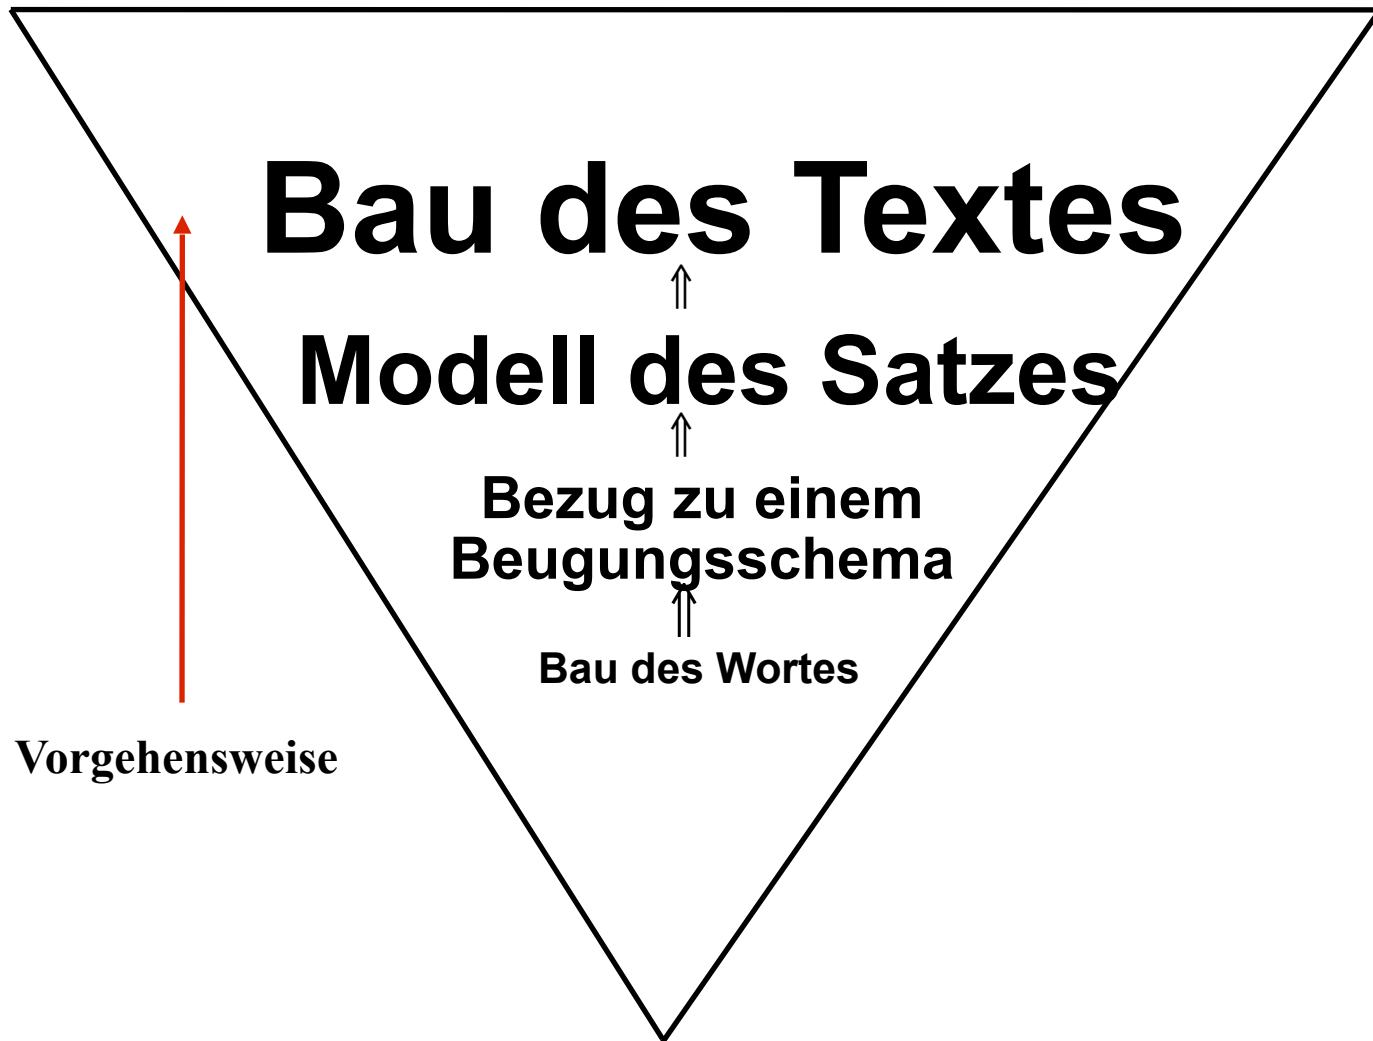 Bau des Textes
⇑
Modell des Satzes
⇑
Bezug zu einem
Beugungsschema
⇑
Bau des Wortes
Vorgehensweise